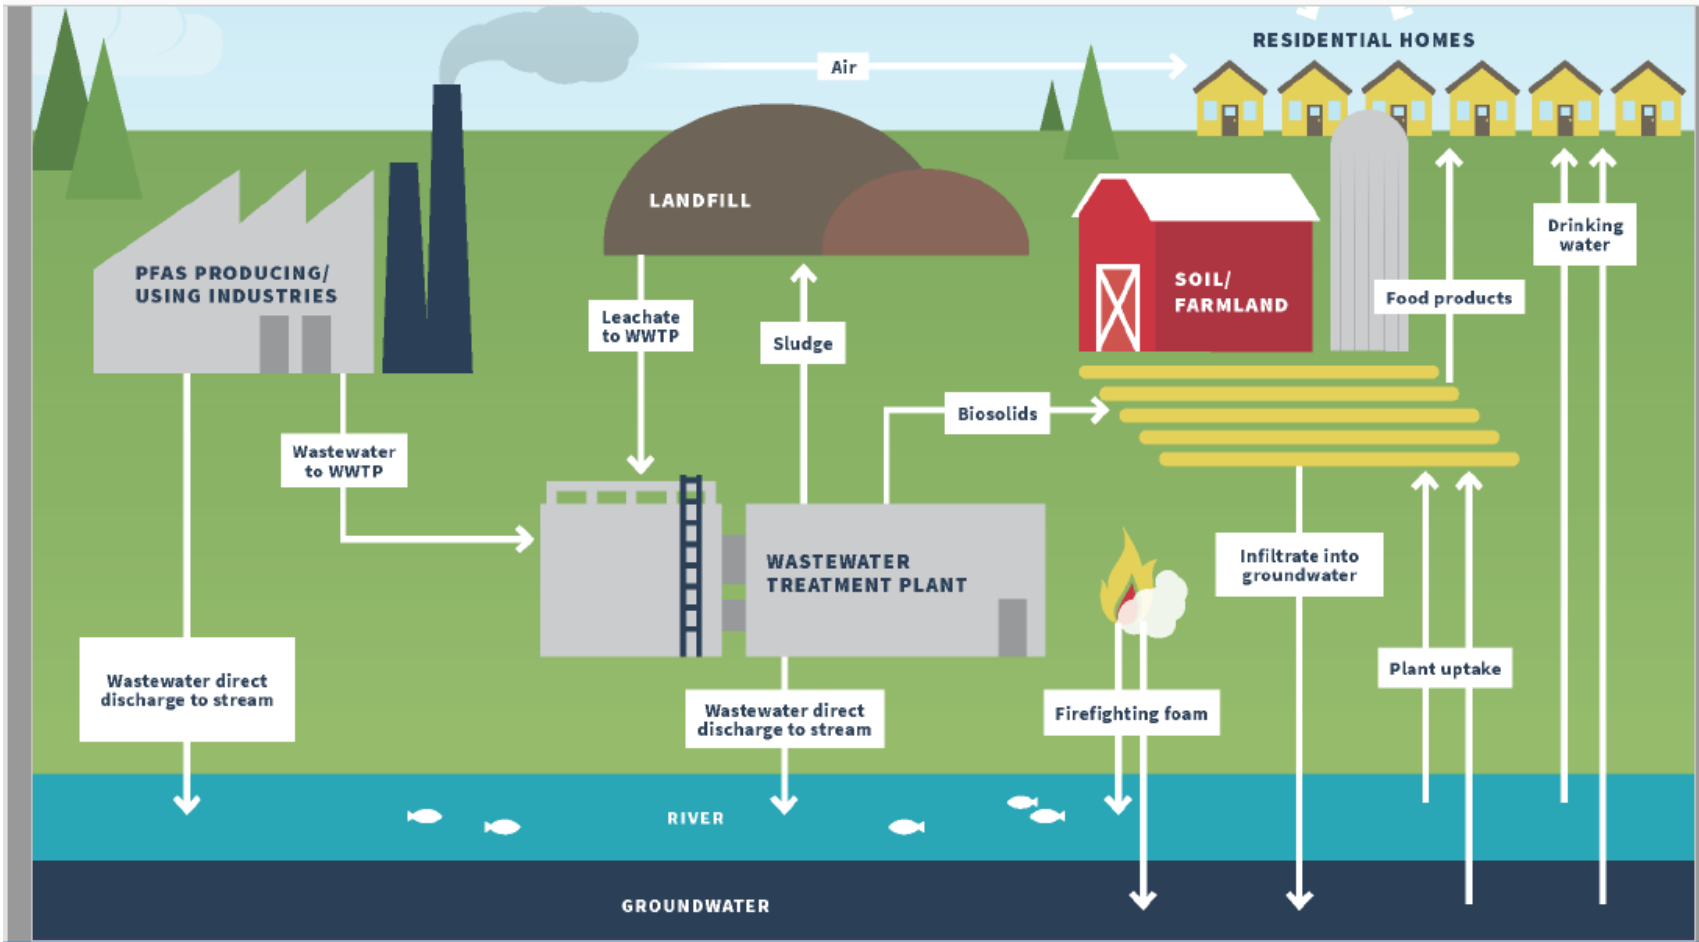 RESIDENTIAL HOMES
Air
LANDFILL
PFAS PRODUCING/
USING INDUSTRIES
Leachate
to WWTP
Sludge
SOIL/
FARMLAND
Food products
Drinking
water
Biosolids
Wastewater
to WWTP
WASTEWATER
TREATMENT PLANT
Infiltrate into
groundwater
Wastewater direct
discharge to stream
Wastewater direct
discharge to stream
Firefighting foam
Plant uptake
RIVER
GROUNDWATER